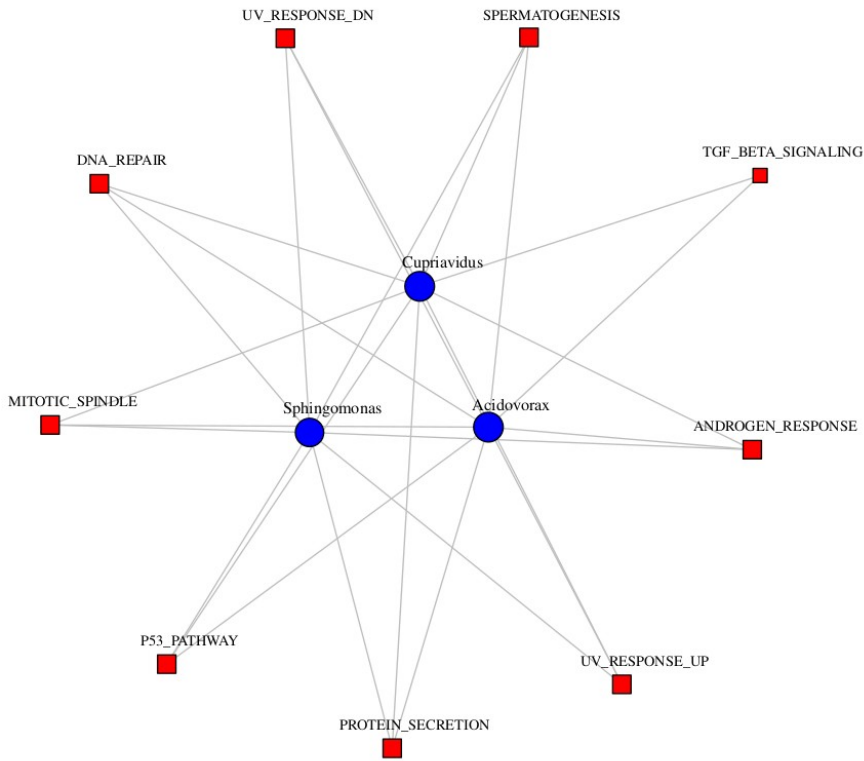 UV_RESPONSE_DN
SPERMATOGENESIS
DNA_REPAIR
TGF_BETA_SIGNALING
Cupriavidus
MITOTIC_SPINDLE
Sphingomonas
Acidovorax
ANDROGEN_RESPONSE
P53_PATHWAY
UV_RESPONSE_UP
PROTEIN_SECRETION